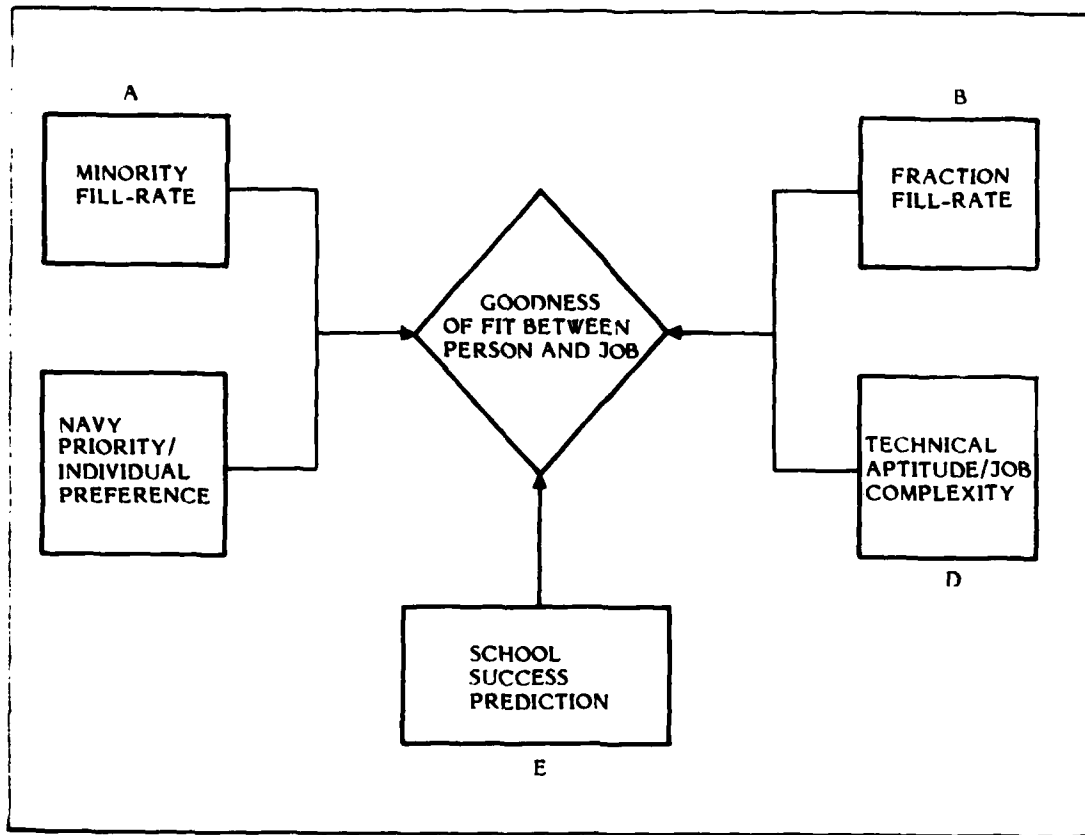 A
MINORITY
FILL-RATE
B
FRACTION
FILL-RATE
GOODNESS
OF FIT BETWEEN
PERSON AND JOB
NAVY
PRIORITY/
INDIVIDUAL
PREFERENCE
TECHNICAL
APTITUDE/JOB
COMPLEXITY
D
SCHOOL
SUCCESS
PREDICTION
E